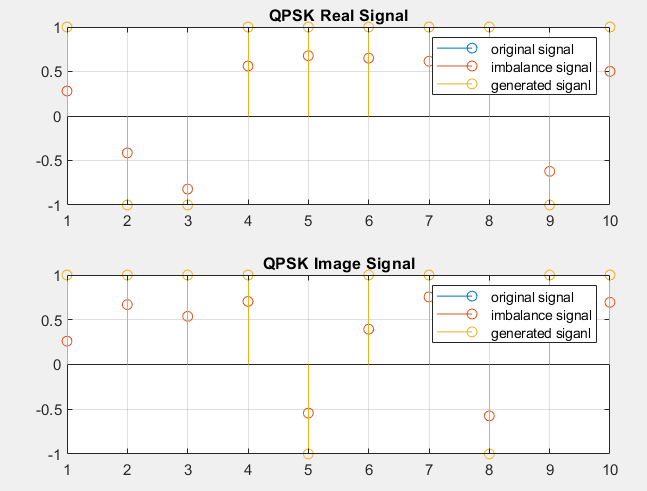 QPSK Real Signal
1
0.5
0
-0.5
-1
original signal
imbalance signal
generated siganl
1 2 3 4 5 6 7 8 9 10
QPSK Image Signal
1
0.5
0
-0.5
-1
original signal
imbalance signal
generated siganl
1 2 3 4 5 6 7 8 9 10